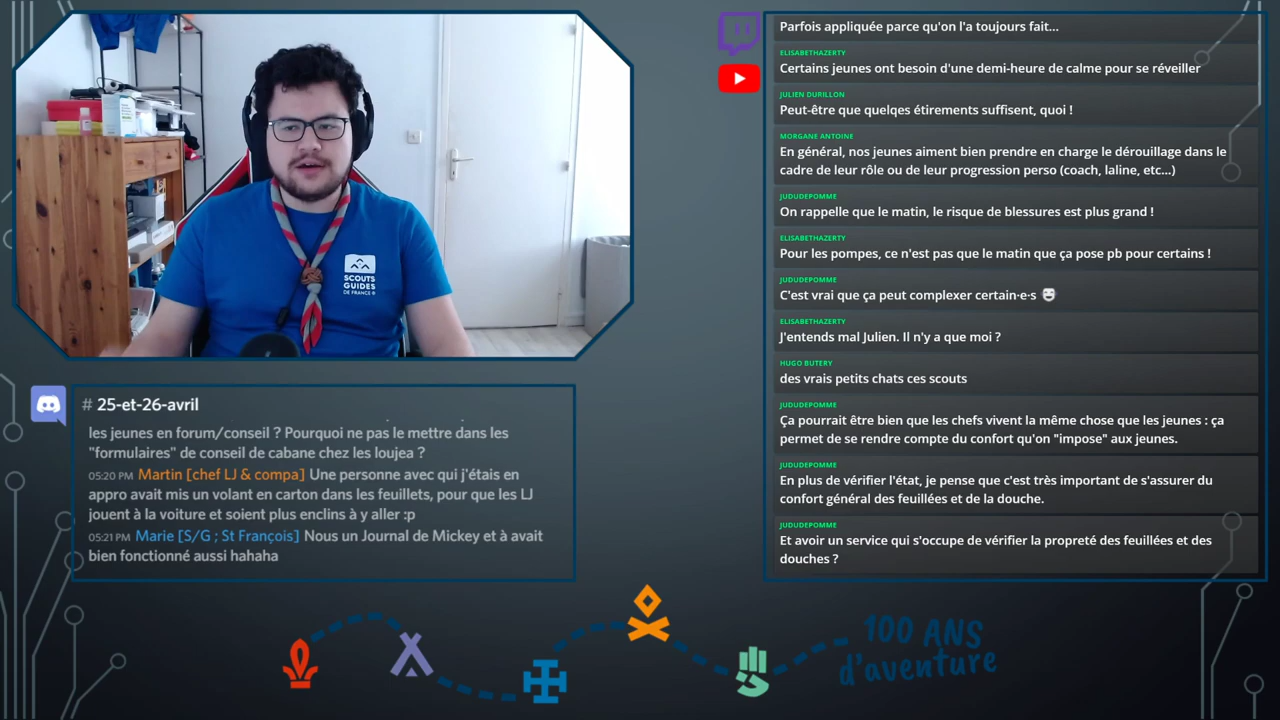 SCOUTS
GUIDES
DE FRANCE
# 25-et-26-avril
les jeunes en forum/conseil ? Pourquoi ne pas le mettre dans les
"formulaires" de conseil de cabane chez les loujea ?
05:20 PM Martin [chef LJ & compa] Une personne avec qui j'étais en
appro avait mis un volant en carton dans les feuillets, pour que les LJ
jouent à la voiture et soient plus enclins à y aller :p
05:21 PM Marie [S/G ; St François] Nous un Journal de Mickey et à avait
bien fonctionné aussi hahaha
Parfois appliquée parce qu'on l'a toujours fait...
ELISABETHAZERTY
Certains jeunes ont besoin d'une demi-heure de calme pour se réveiller
JULIEN DURILLON
Peut-être que quelqes étirements suffisent, quoi !
MORGANE ANTOINE
En général, nos jeunes aiment bien prendre en charge le dérouillage dans le
cadre de leur rôle ou de leur progression perso (coach, laline, etc...)
JUDUDEPOMME
On rappelle que le matin, le risque de blessures est plus grand !
ELISABETHAZERTY
Pour les pompes, ce n'est pas que le matin que ça pose pb pour certains !
JUDUDEPOMME
C'est vrai que ça peut complexer certain·e·s
ELISABETHAZERTY
J'entends mal Julien. Il n'y a que moi ?
HUGO BUTERY
des vrais petits chats ces scouts
JUDUDEPOMME
Ça pourrait être bien que les chefs vivent la même chose que les jeunes : ça
permet de se rendre compte du confort qu'on "impose" aux jeunes.
JUDUDEPOMME
En plus de vérifier l'état, je pense que c'est très important de s'assurer du
confort général des feuillées et de la douche.
JUDUDEPOMME
Et avoir un service qui s'occupe de vérifier la propreté des feuillées et des
douches ?
100 ANS
d'aventure